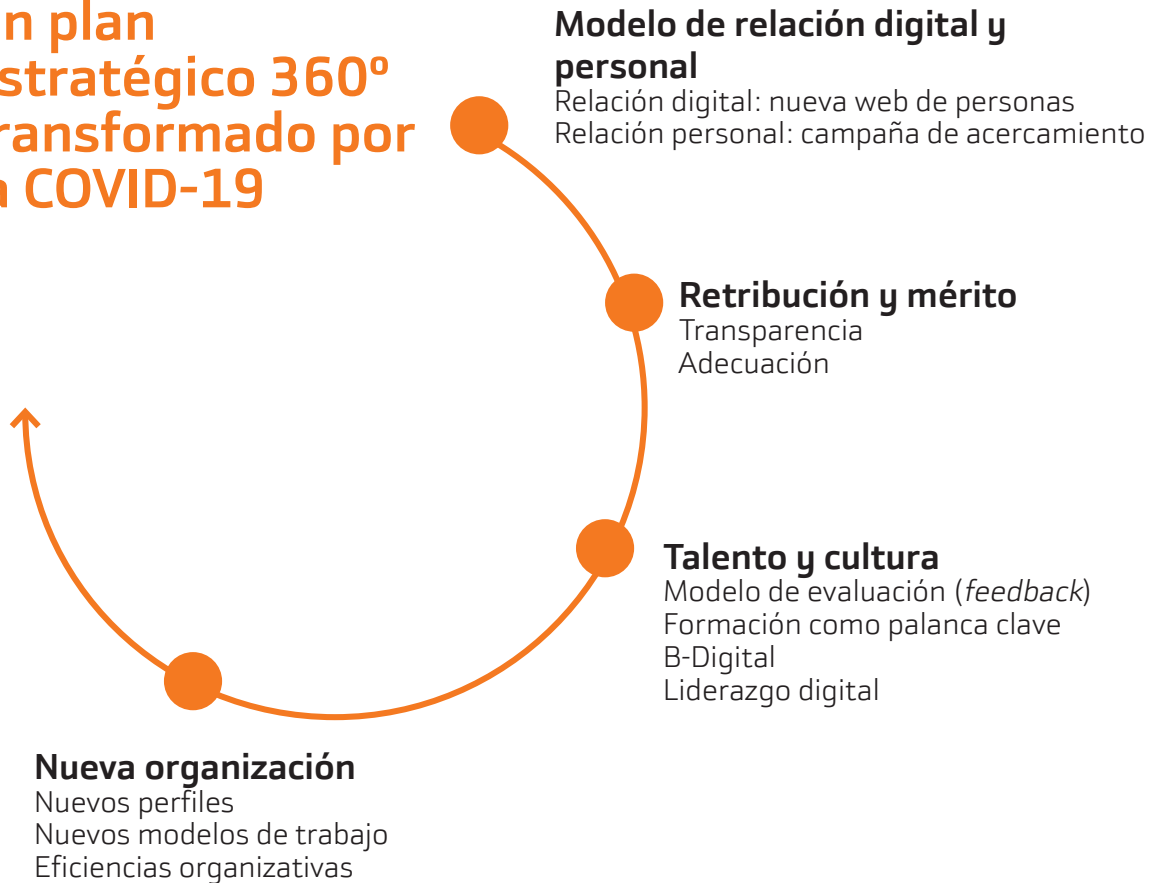 n plan
stratégico 360º
ransformado por
a COVID-19
Modelo de relación digital y
personal
Relación digital: nueva web de personas
Relación personal: campaña de acercamiento
Retribución y mérito
Transparencia
Adecuación
Talento y cultura
Modelo de evaluación (feedback)
Formación como palanca clave
B-Digital
Liderazgo digital
Nueva organización
Nuevos perfiles
Nuevos modelos de trabajo
Eficiencias organizativas